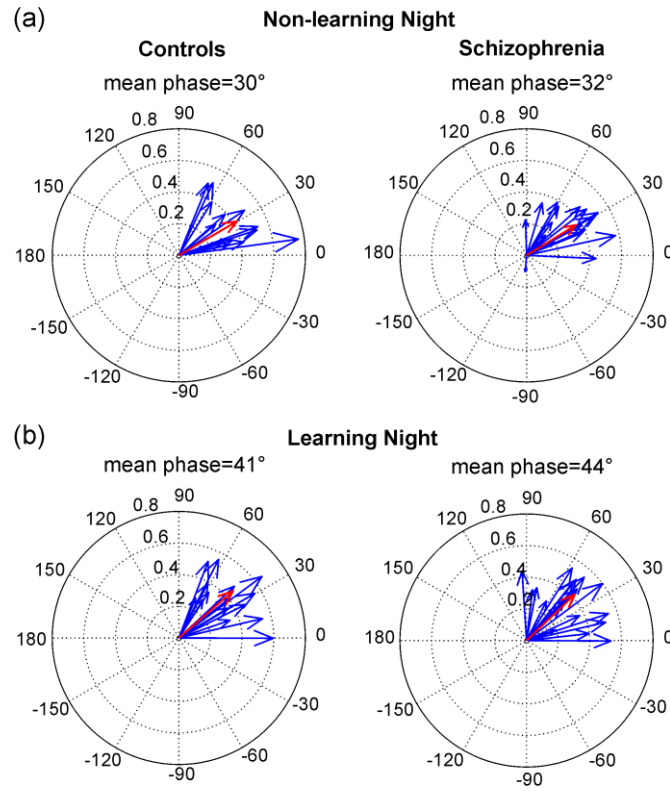 (a) Non-learning Night
Controls Schizophrenia
mean phase=30° mean phase=32°
0.8 90 0.8 90
120 60 120 60
0.6 0.6
150 0.4 30 150 0.4 30
0.2 0.2
180 0 180 0
-150 -30 -150 -30
-120 -60 -120 -60
-90 -90
(b) Learning Night
mean phase=41° mean phase=44°
0.8 90 0.8 90
120 60 120 60
0.6 0.6
150 0.4 30 150 0.4 30
0.2 0.2
180 0 180 0
-150 -30 -150 -30
-120 -60 -120 -60
-90 -90